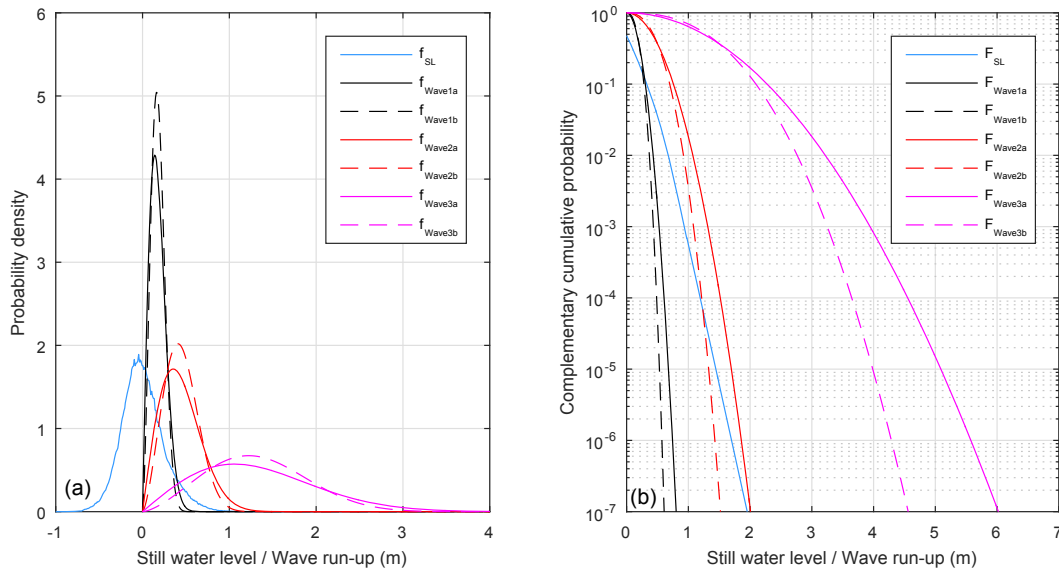 Probability density
6
5
4
3
2
1
0
-1 0 1 2 3 4
Still water level / Wave run-up (m)
(a)
f_SL
f_Wave1a
f_Wave1b
f_Wave2a
f_Wave2b
f_Wave3a
f_Wave3b
Complementary cumulative probability
10^0
10^-1
10^-2
10^-3
10^-4
10^-5
10^-6
10^-7
0 1 2 3 4 5 6 7
Still water level / Wave run-up (m)
(b)
F_SL
F_Wave1a
F_Wave1b
F_Wave2a
F_Wave2b
F_Wave3a
F_Wave3b